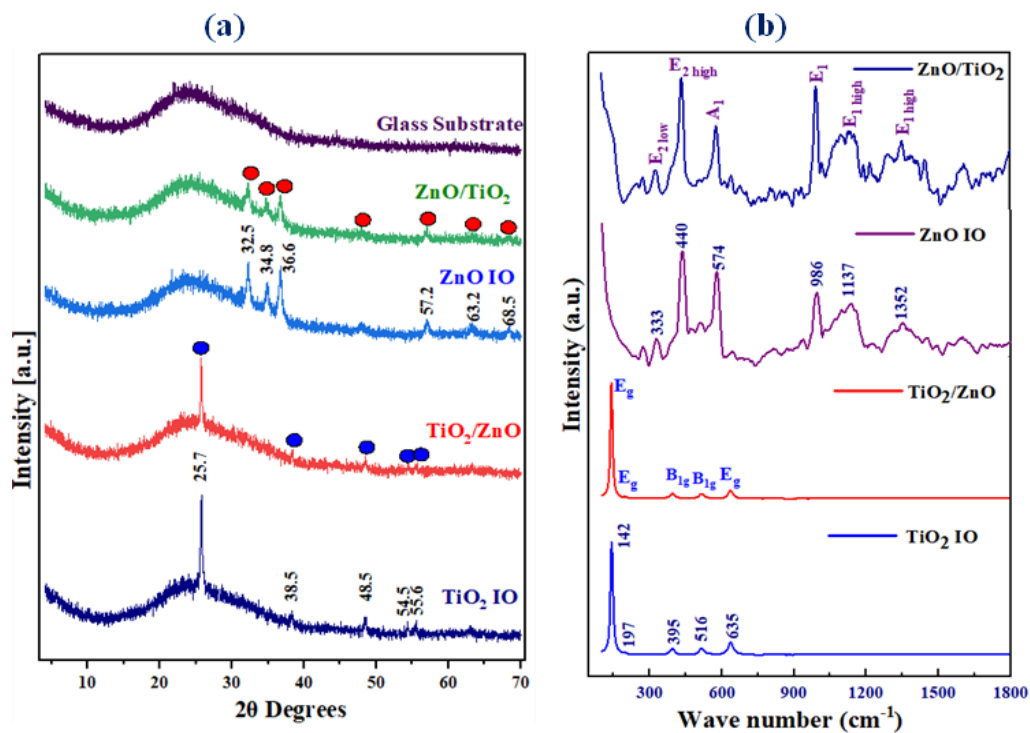 (a)
Glass Substrate
ZnO/TiO₂
32.5
34.8
36.6
ZnO IO
57.2
63.2
68.5
TiO₂/ZnO
25.7
TiO₂ IO
38.5
48.5
54.5
55.6
Intensity [a.u.]
10 20 30 40 50 60 70
2θ Degrees
(b)
ZnO/TiO₂
E₂ low
E₂ high
A₁
E₁
E₁ high
E₁ high
ZnO IO
333
440
574
986
1137
1352
TiO₂/ZnO
E_g
E_g
B₁g
B₁g
E_g
TiO₂ IO
142
197
395
516
635
Intensity (a.u.)
300 600 900 1200 1500 1800
Wave number (cm⁻¹)